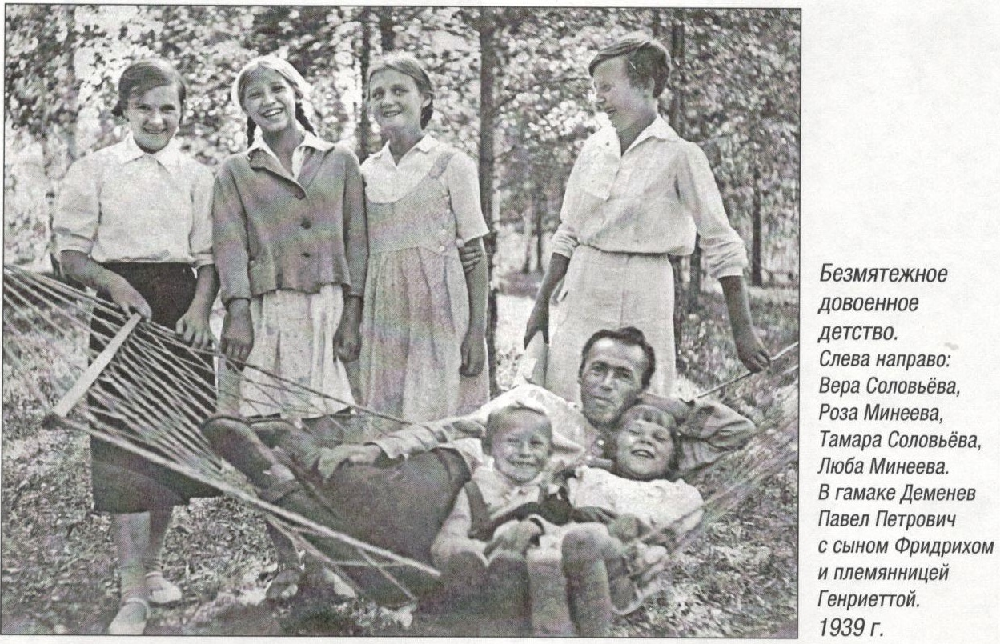 Безмятежное
довоенное
детство.
Слева направо:
Вера Соловьёва,
Роза Минеева,
Тамара Соловьёва,
Люба Минеева.
В гамаке Деменев
Павел Петрович
с сыном Фридрихом
и племянницей
Генриеттой.
1939 г.